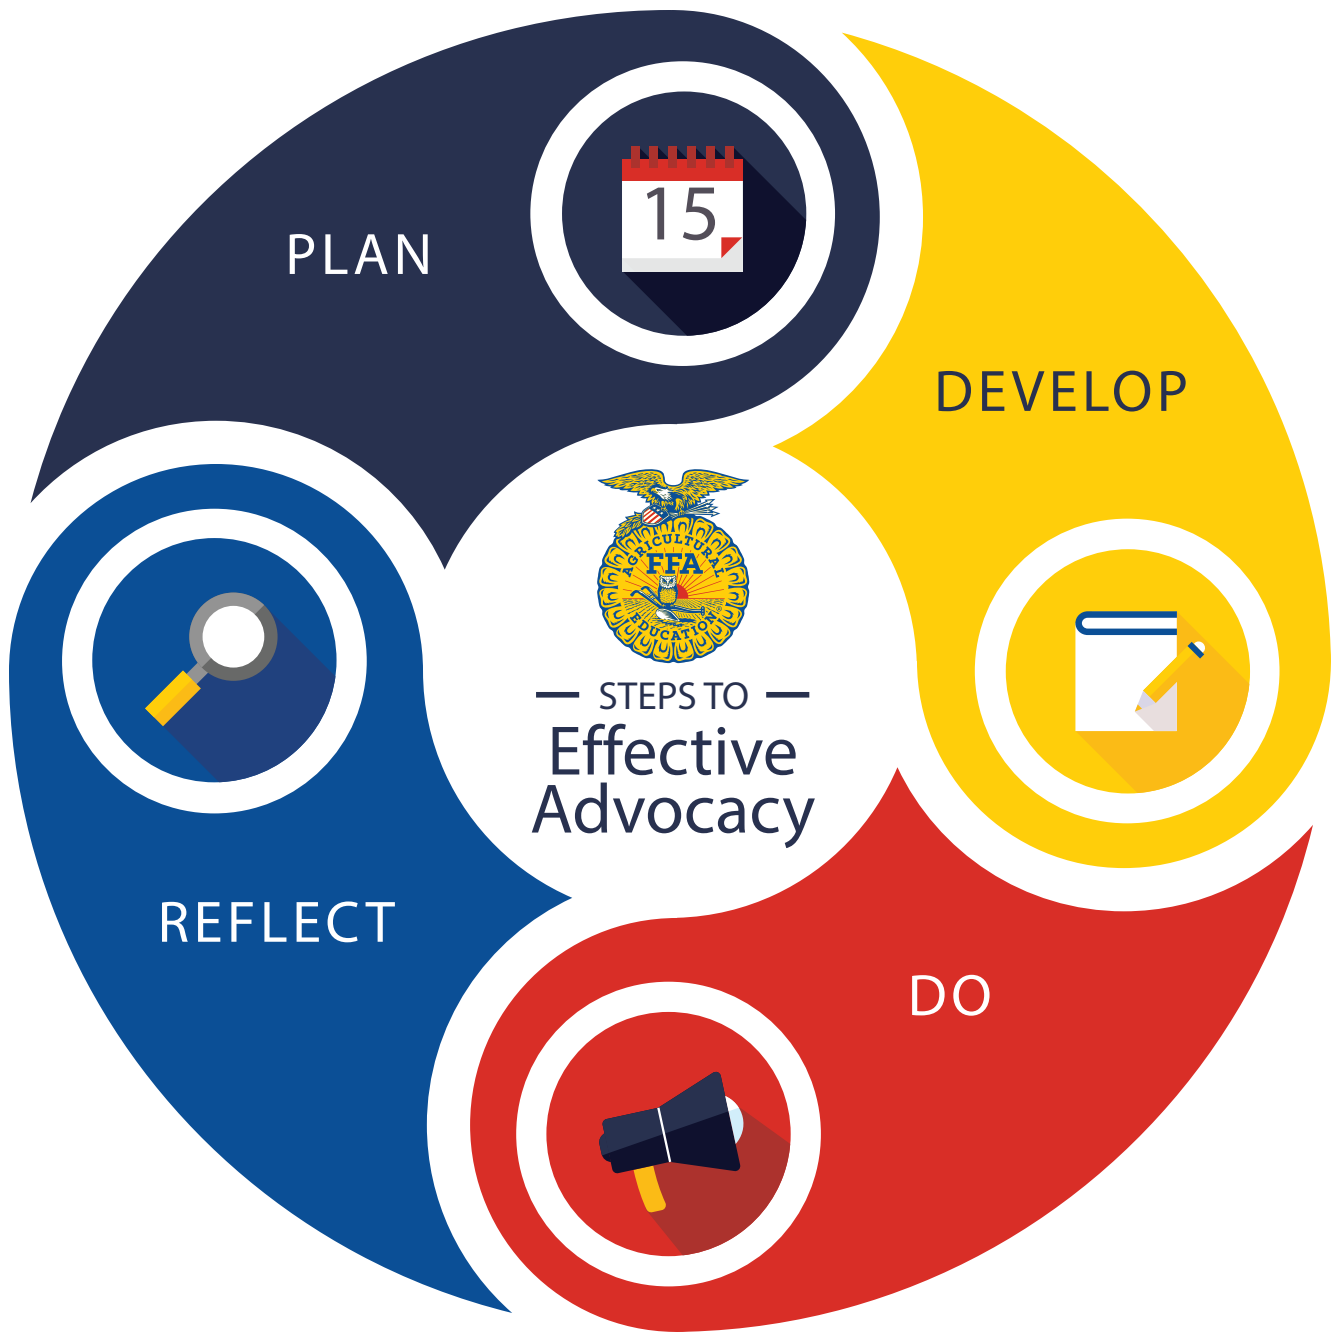 PLAN
15
DEVELOP
AGRICULTURAL
FFA
EDUCATION
STEPS TO
Effective
Advocacy
REFLECT
DO